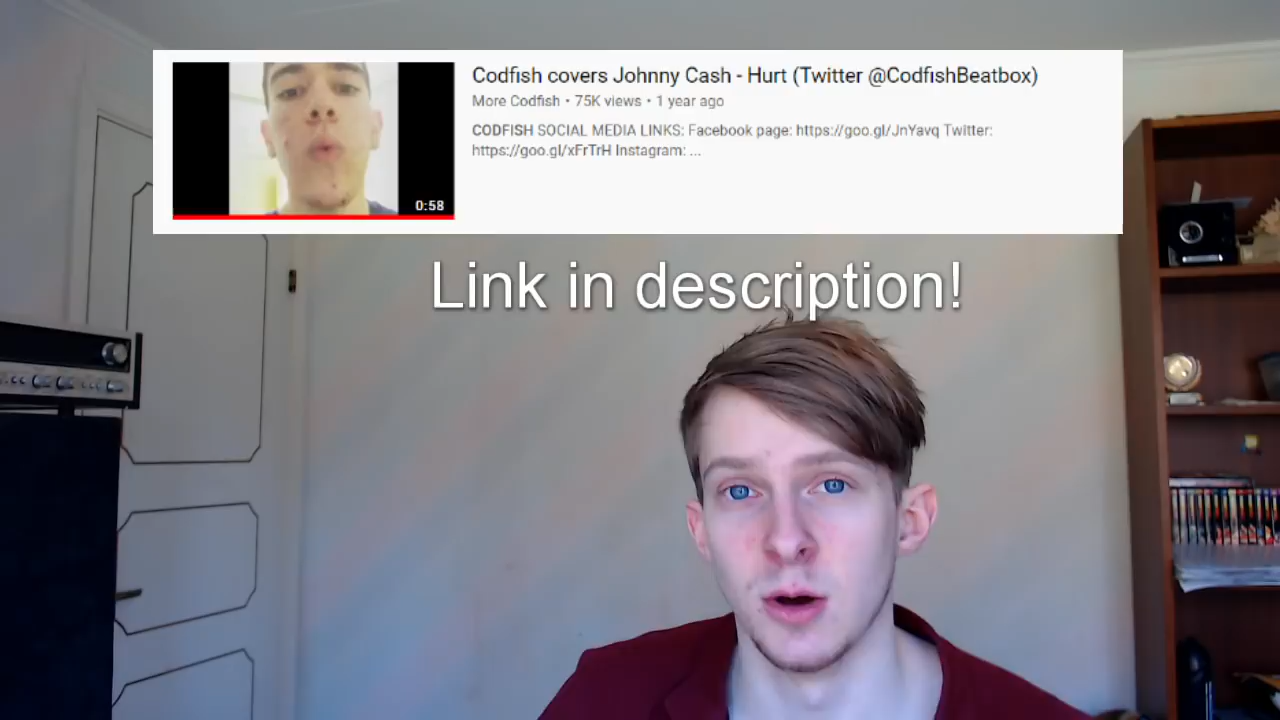 Codfish covers Johnny Cash - Hurt (Twitter @CodfishBeatbox)
More Codfish • 75K views • 1 year ago
CODFISH SOCIAL MEDIA LINKS: Facebook page: https://goo.gl/JnYavq Twitter:
https://goo.gl/xFrTrH Instagram: ...
0:58
Link in description!